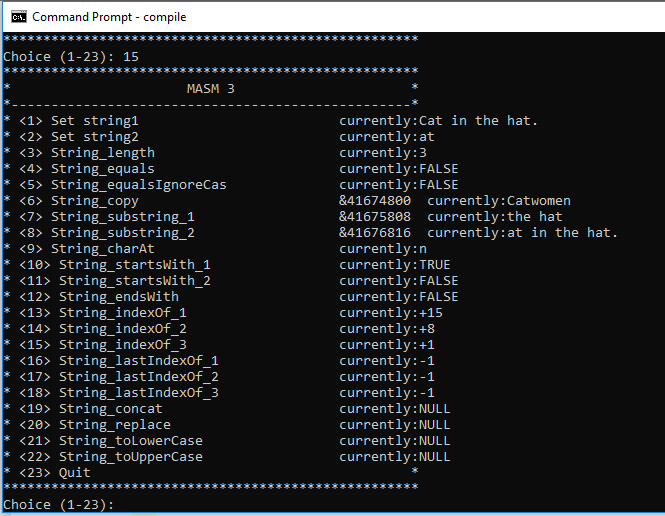 Command Prompt - compile
****************************************************
Choice (1-23): 15
****************************************************
*                      MASM 3                      *
*--------------------------------------------------*
* <1> Set string1                         currently:Cat in the hat.
* <2> Set string2                         currently:at
* <3> String_length                       currently:3
* <4> String_equals                       currently:FALSE
* <5> String_equalsIgnoreCas              currently:FALSE
* <6> String_copy                         &41674800  currently:Catwomen
* <7> String_substring_1                  &41675808  currently:the hat
* <8> String_substring_2                  &41676816  currently:at in the hat.
* <9> String_charAt                       currently:n
* <10> String_startsWith_1                currently:TRUE
* <11> String_startsWith_2                currently:FALSE
* <12> String_endsWith                    currently:FALSE
* <13> String_indexOf_1                   currently:+15
* <14> String_indexOf_2                   currently:+8
* <15> String_indexOf_3                   currently:+1
* <16> String_lastIndexOf_1               currently:-1
* <17> String_lastIndexOf_2               currently:-1
* <18> String_lastIndexOf_3               currently:-1
* <19> String_concat                      currently:NULL
* <20> String_replace                     currently:NULL
* <21> String_toLowerCase                 currently:NULL
* <22> String_toUpperCase                 currently:NULL
* <23> Quit                                        *
****************************************************
Choice (1-23):